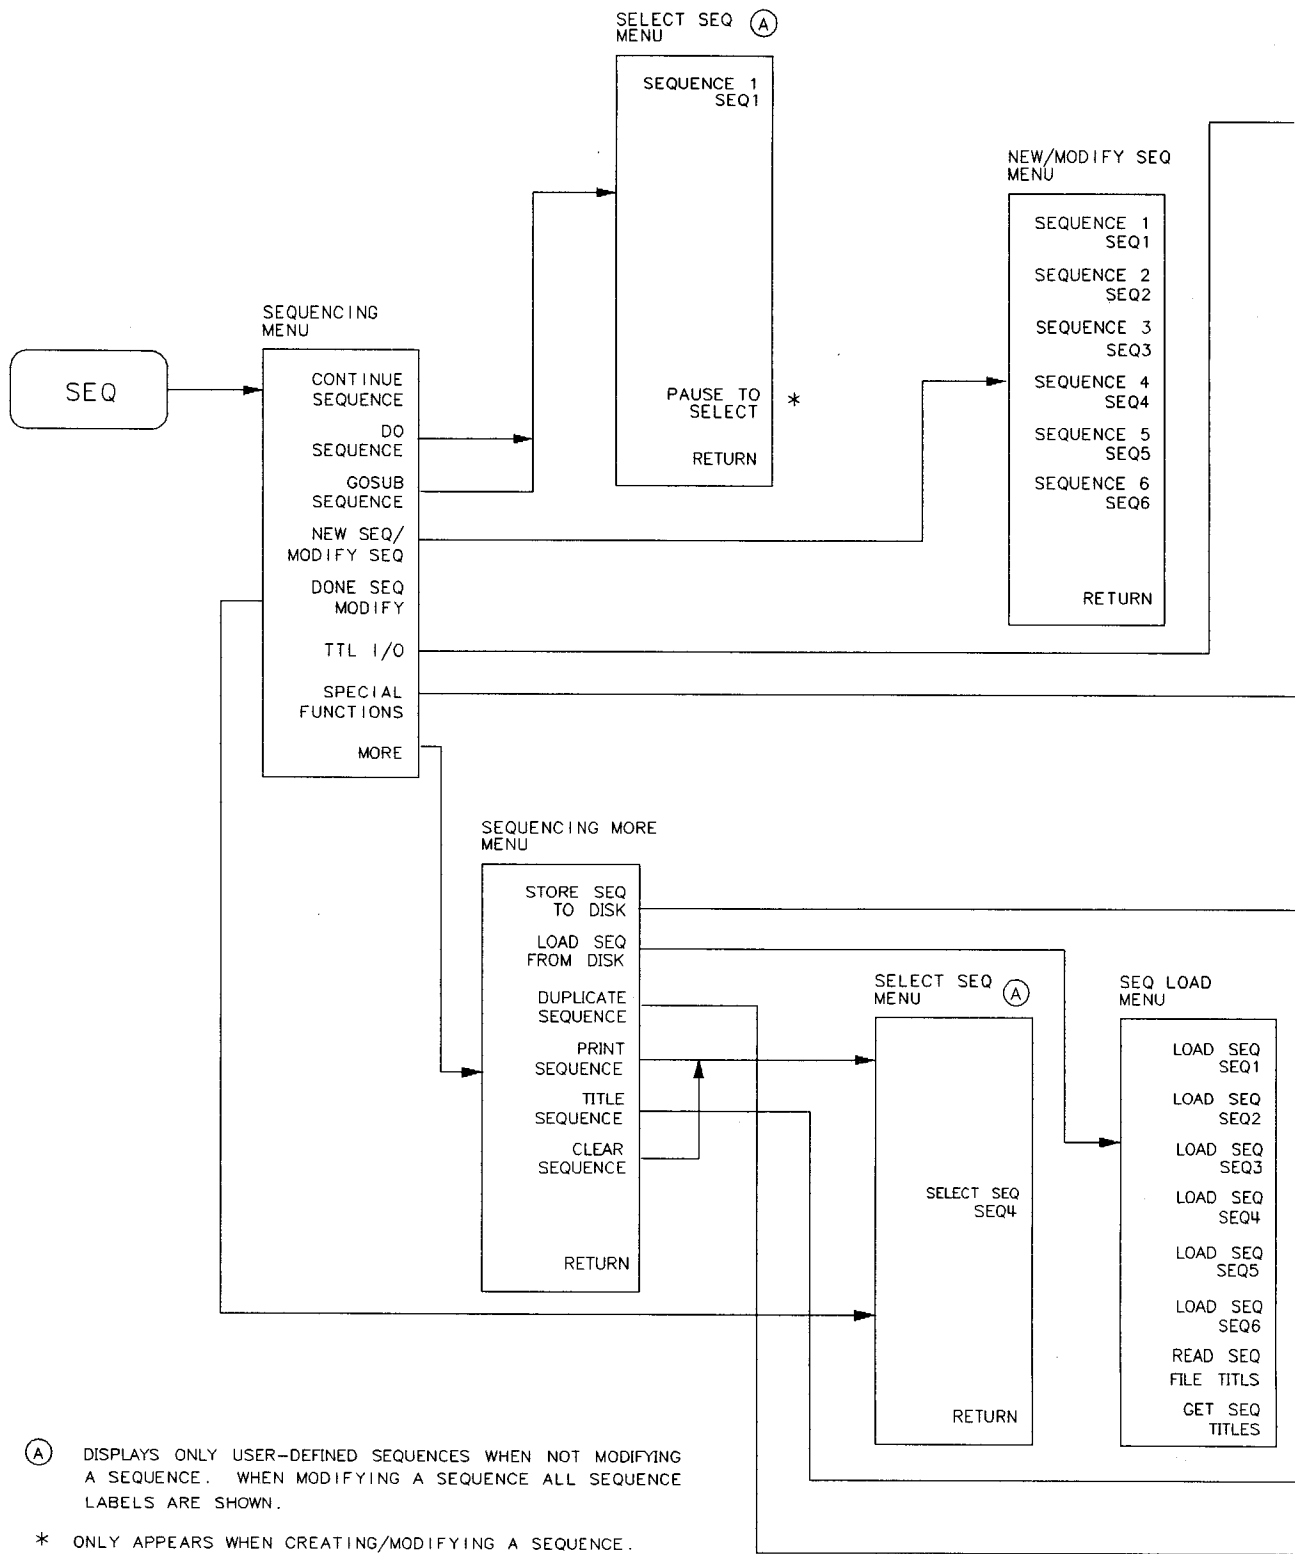 SELECT SEQ (A)
MENU
SEQUENCE 1
SEQ1
PAUSE TO
SELECT *
RETURN
NEW/MODIFY SEQ
MENU
SEQUENCE 1
SEQ1
SEQUENCE 2
SEQ2
SEQUENCE 3
SEQ3
SEQUENCE 4
SEQ4
SEQUENCE 5
SEQ5
SEQUENCE 6
SEQ6
RETURN
SEQ
SEQUENCING
MENU
CONTINUE
SEQUENCE
DO
SEQUENCE
GOSUB
SEQUENCE
NEW SEQ/
MODIFY SEQ
DONE SEQ
MODIFY
TTL I/O
SPECIAL
FUNCTIONS
MORE
SEQUENCING MORE
MENU
STORE SEQ
TO DISK
LOAD SEQ
FROM DISK
DUPLICATE
SEQUENCE
PRINT
SEQUENCE
TITLE
SEQUENCE
CLEAR
SEQUENCE
RETURN
SELECT SEQ (A)
MENU
SELECT SEQ
SEQ4
RETURN
SEQ LOAD
MENU
LOAD SEQ
SEQ1
LOAD SEQ
SEQ2
LOAD SEQ
SEQ3
LOAD SEQ
SEQ4
LOAD SEQ
SEQ5
LOAD SEQ
SEQ6
READ SEQ
FILE TITLS
GET SEQ
TITLES
(A) DISPLAYS ONLY USER-DEFINED SEQUENCES WHEN NOT MODIFYING
A SEQUENCE. WHEN MODIFYING A SEQUENCE ALL SEQUENCE
LABELS ARE SHOWN.
* ONLY APPEARS WHEN CREATING/MODIFYING A SEQUENCE.